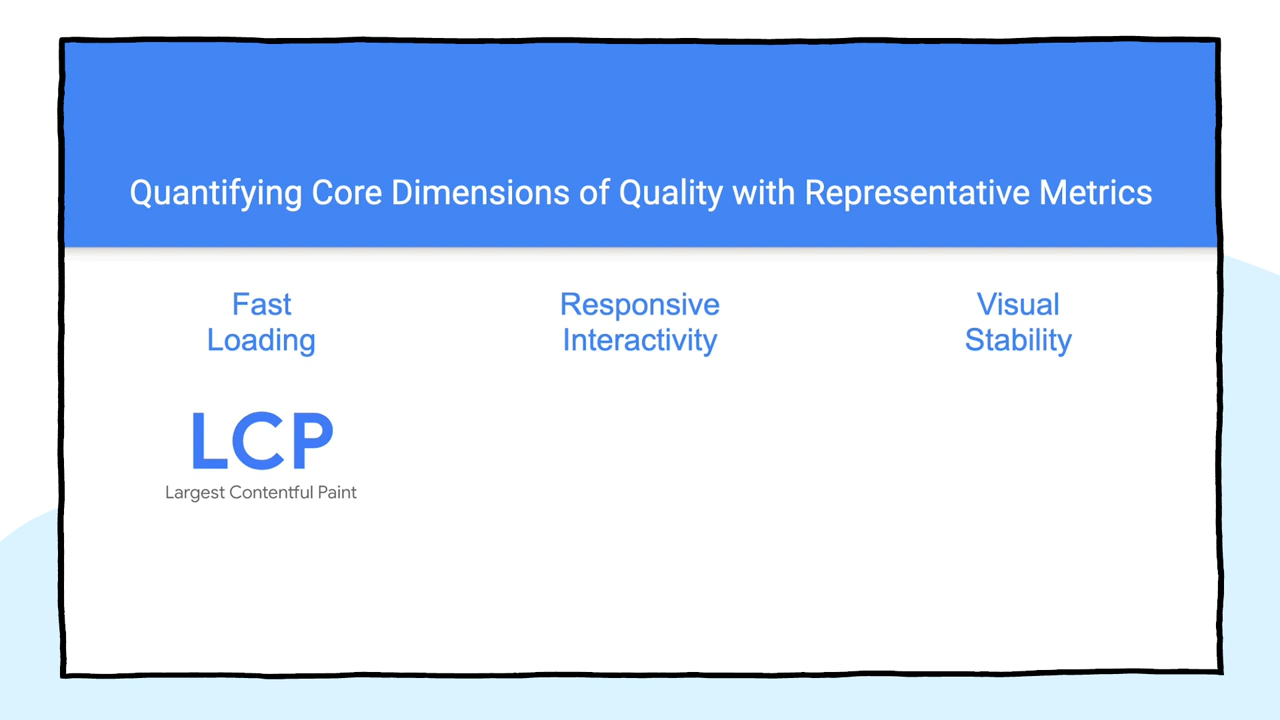 Quantifying Core Dimensions of Quality with Representative Metrics
Fast
Loading
Responsive
Interactivity
Visual
Stability
LCP
Largest Contentful Paint